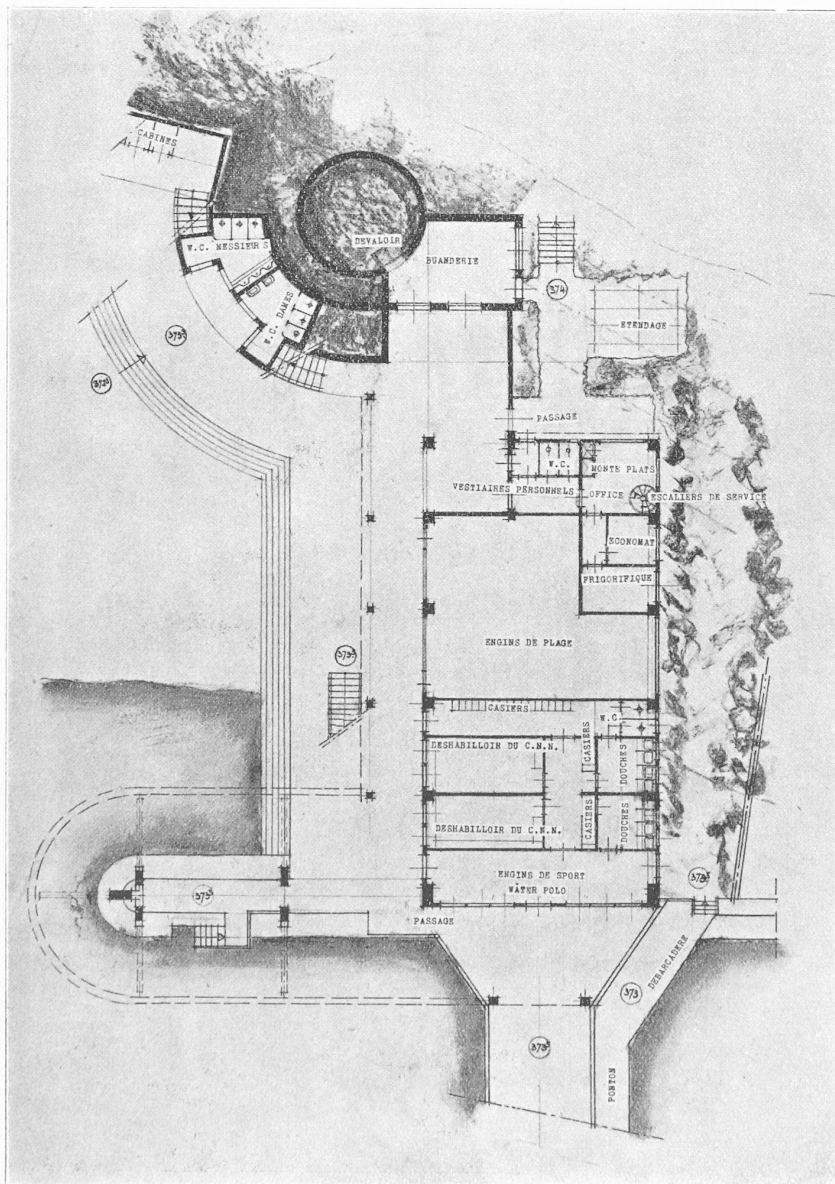 CABINES
W.C. MESSIEURS
DEVALOIR
BUANDERIE
374
ETENDAGE
W.C. DAMES
PASSAGE
W.C.
MONTE PLATS
VESTIAIRES PERSONNELS
OFFICE
ESCALIERS DE SERVICE
ECONOMAT
FRIGORIFIQUE
ENGINS DE PLAGE
CASIERS
W.C.
CASIERS
DOUCHES
DESHABILLOIR DU C.N.N.
DESHABILLOIR DU C.N.N.
CASIERS
DOUCHES
ENGINS DE SPORT
WATER POLO
373⁵
PASSAGE
DEBARCADERE
373
373⁵
PONTON